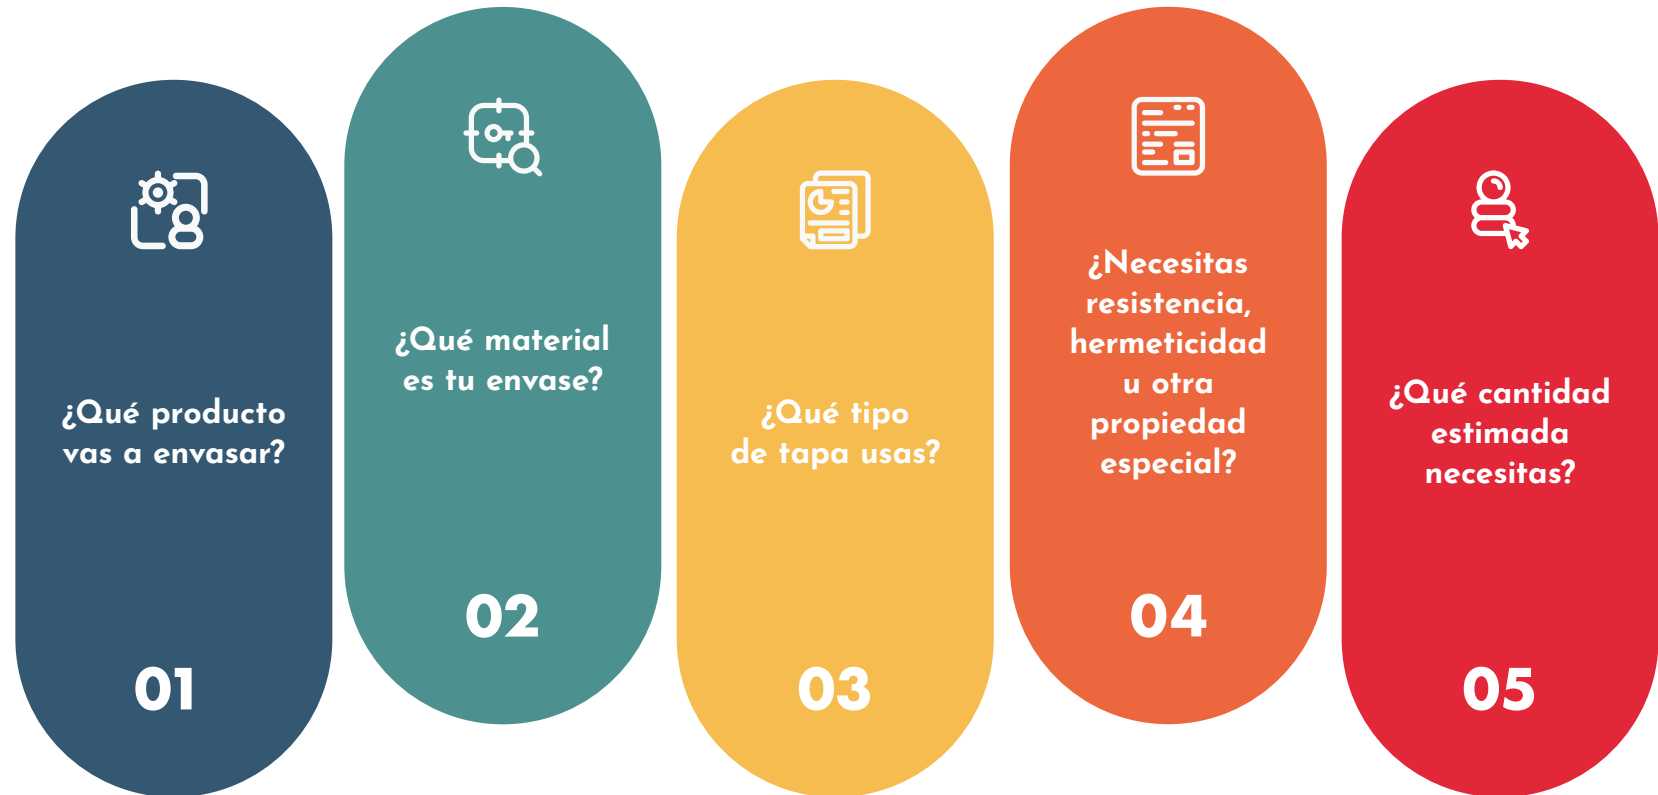 ¿Qué producto
vas a envasar?
01
¿Qué material
es tu envase?
02
¿Qué tipo
de tapa usas?
03
¿Necesitas
resistencia,
hermeticidad
u otra
propiedad
especial?
04
¿Qué cantidad
estimada
necesitas?
05